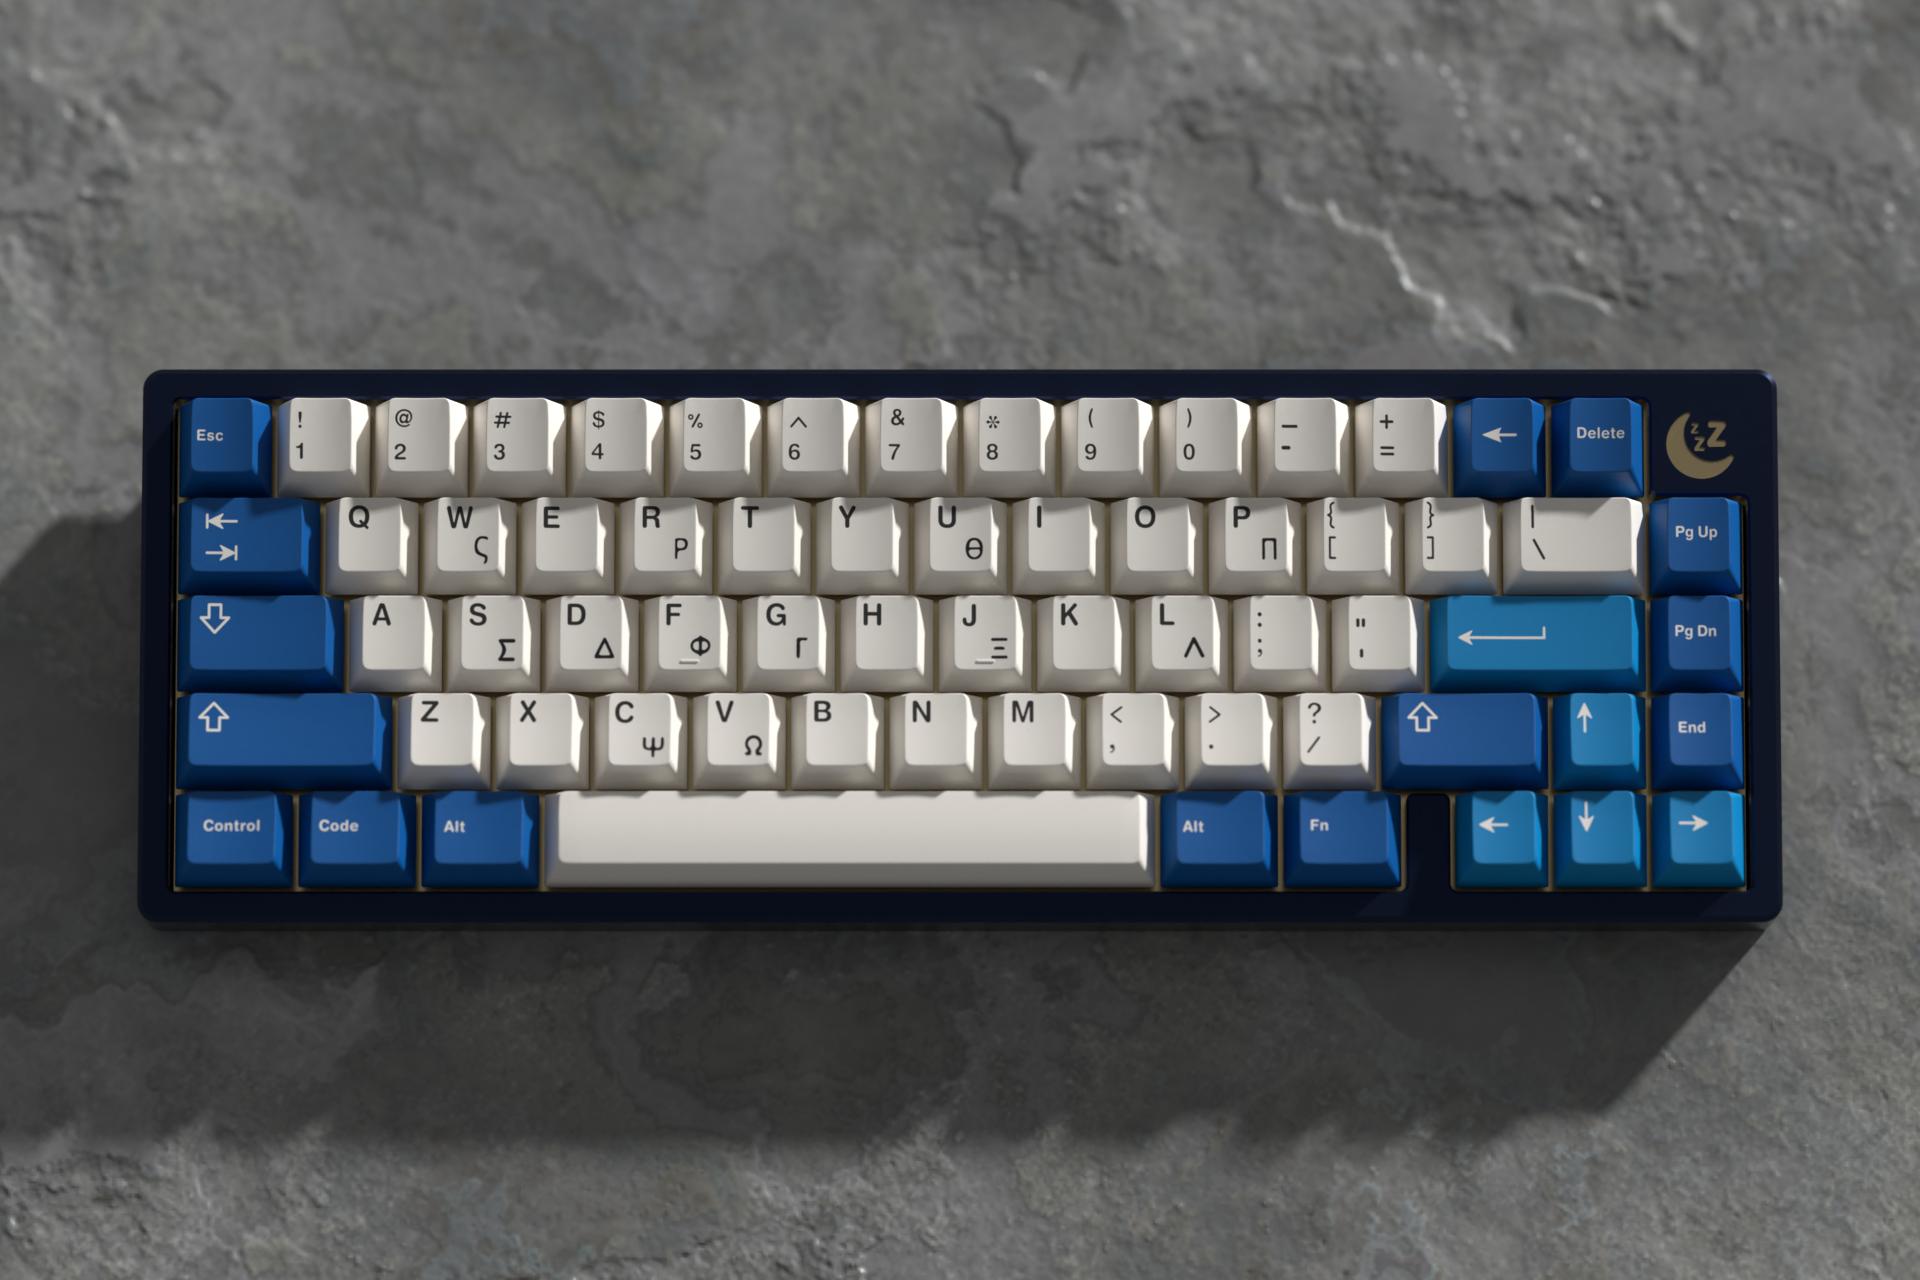 Esc ! 1 @ 2 # 3 $ 4 % 5 ^ 6 & 7 * 8 ( 9 ) 0 _ - + = ← Delete z z Z
⇤ ⇥ Q W ς E R Ρ T Y U Θ I O P Π { [ } ] | \ Pg Up
⇩ A S Σ D Δ F Φ G Γ H J Ξ K L Λ : ; " ' ↵ Pg Dn
⇧ Z X C Ψ V Ω B N M < , > . ? / ⇧ ↑ End
Control Code Alt Alt Fn ← ↓ →